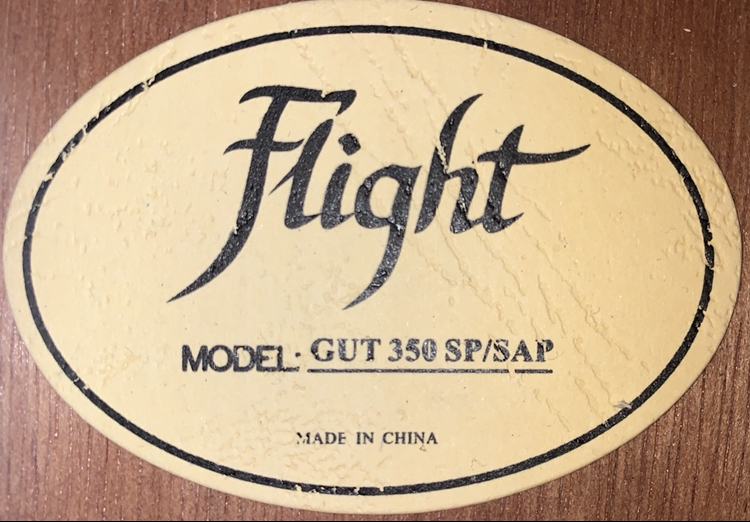 Flight
MODEL: GUT 350 SP/SAP
MADE IN CHINA